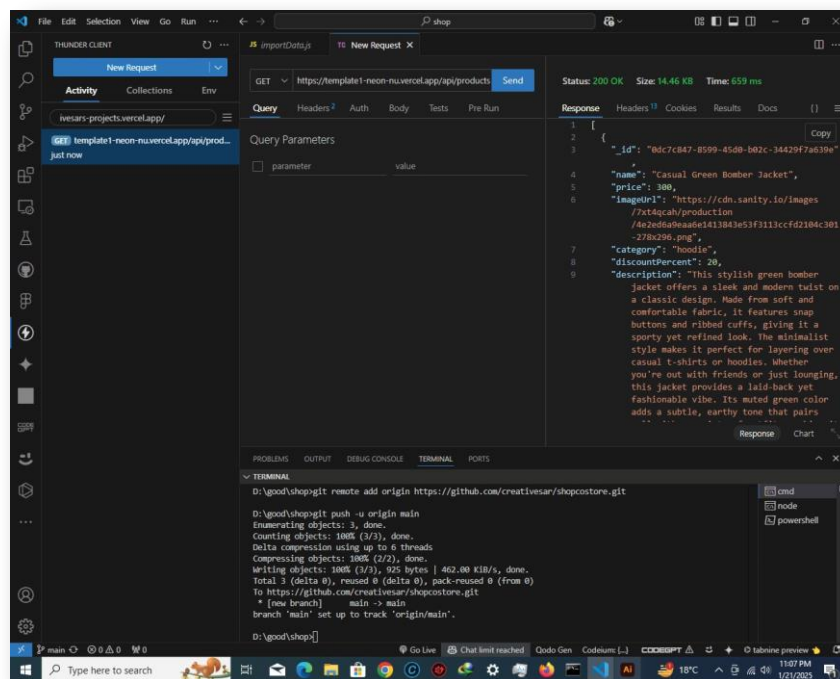 File Edit Selection View Go Run ...
shop
THUNDER CLIENT
New Request
Activity Collections Env
ivesars-projects.vercel.app/
GET template1-neon-nu.vercel.app/api/prod...
just now
JS importData.js
TC New Request
GET https://template1-neon-nu.vercel.app/api/products Send
Query Headers 2 Auth Body Tests Pre Run
Query Parameters
parameter value
Status: 200 OK Size: 14.46 KB Time: 659 ms
Response Headers 13 Cookies Results Docs {}
Copy
1 [
2 {
3 "_id": "0dc7c847-8599-45d0-b02c-34429f7a639e"
,
4 "name": "Casual Green Bomber Jacket",
5 "price": 300,
6 "imageUrl": "https://cdn.sanity.io/images
/7xt4qcah/production
/4e2ed6a9eaa6e1413843e53f3113ccfd2104c301
-278x296.png",
7 "category": "hoodie",
8 "discountPercent": 20,
9 "description": "This stylish green bomber
jacket offers a sleek and modern twist on
a classic design. Made from soft and
comfortable fabric, it features snap
buttons and ribbed cuffs, giving it a
sporty yet refined look. The minimalist
style makes it perfect for layering over
casual t-shirts or hoodies. Whether
you're out with friends or just lounging,
this jacket provides a laid-back yet
fashionable vibe. Its muted green color
adds a subtle, earthy tone that pairs
Response Chart
PROBLEMS OUTPUT DEBUG CONSOLE TERMINAL PORTS
TERMINAL
D:\good\shop>git remote add origin https://github.com/creativesar/shopcostore.git
D:\good\shop>git push -u origin main
Enumerating objects: 3, done.
Counting objects: 100% (3/3), done.
Delta compression using up to 6 threads
Compressing objects: 100% (2/2), done.
Writing objects: 100% (3/3), 925 bytes | 462.00 KiB/s, done.
Total 3 (delta 0), reused 0 (delta 0), pack-reused 0 (from 0)
To https://github.com/creativesar/shopcostore.git
* [new branch] main -> main
branch 'main' set up to track 'origin/main'.
D:\good\shop>
cmd
node
powershell
main 0 0 0 Go Live Chat limit reached Qodo Gen Codeium: {...} CODEGPT tabnine preview
Type here to search
Ai
18°C
11:07 PM
1/21/2025